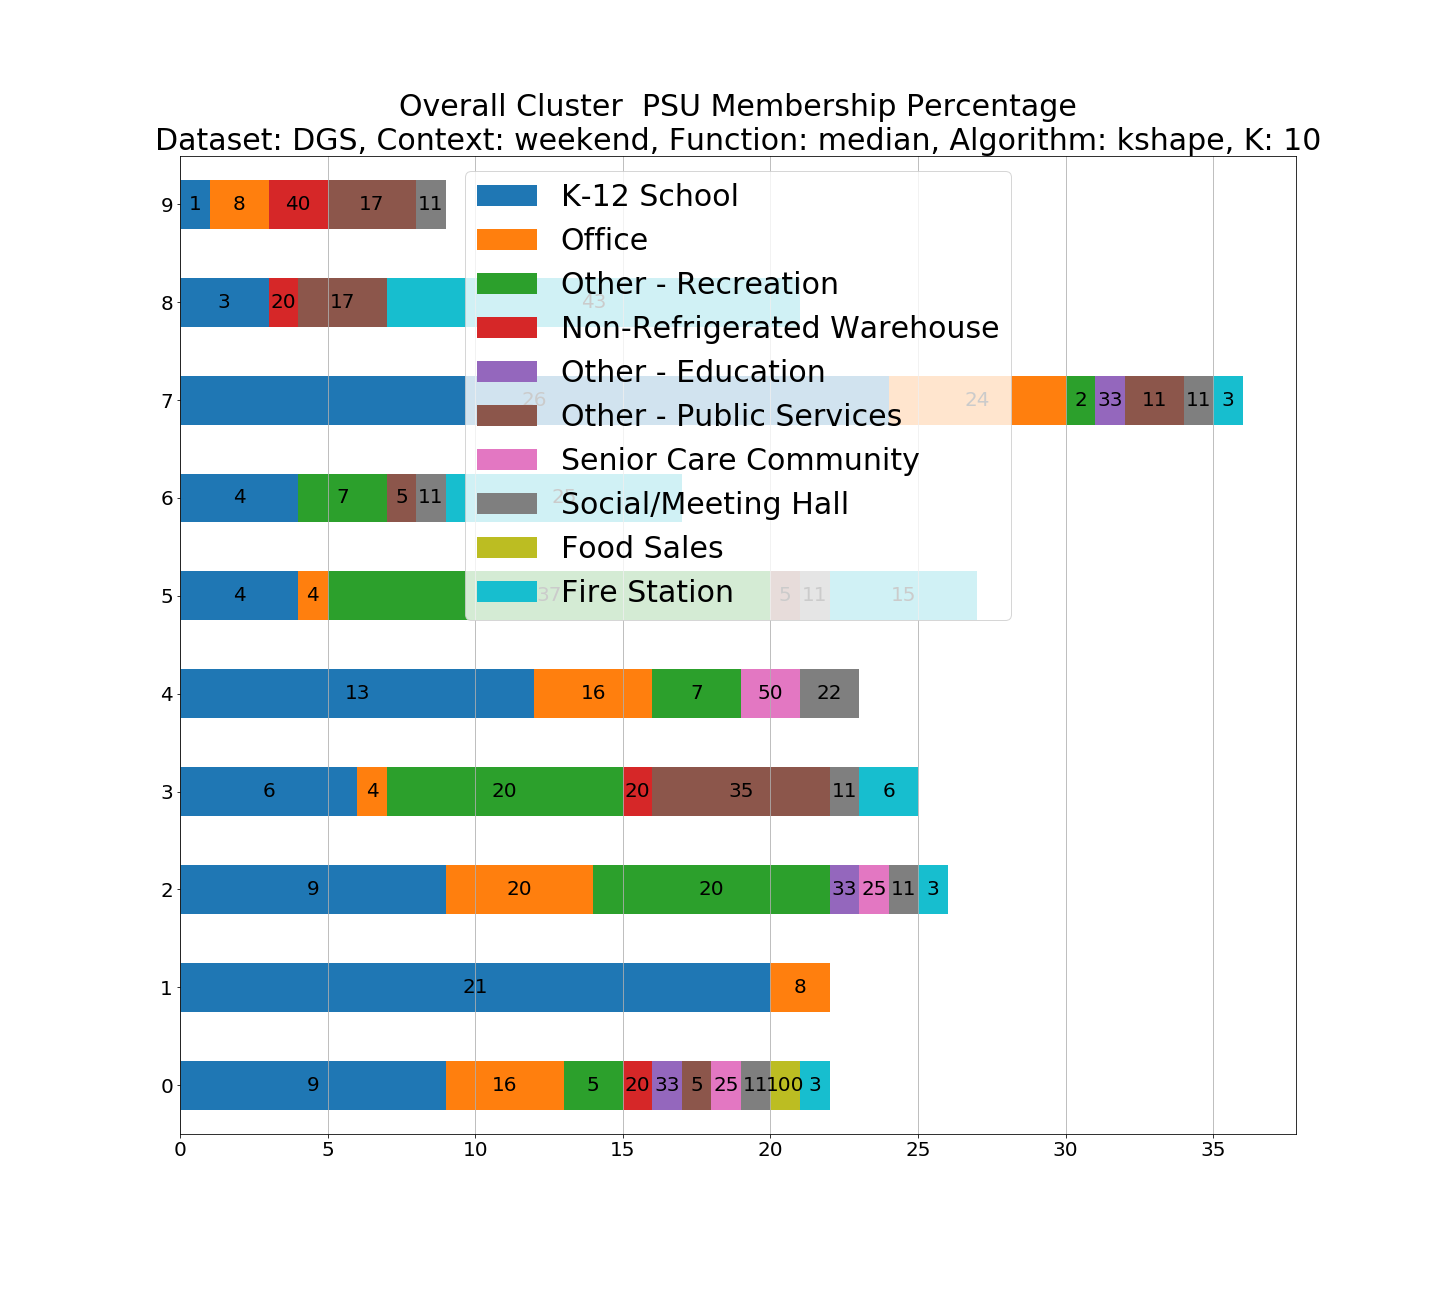 Overall Cluster  PSU Membership Percentage
Dataset: DGS, Context: weekend, Function: median, Algorithm: kshape, K: 10
9 1 8 40 17 11
K-12 School
Office
Other - Recreation
8 3 20 17 43
Non-Refrigerated Warehouse
Other - Education
7 26 24 2 33 11 11 3
Other - Public Services
Senior Care Community
6 4 7 5 11
Social/Meeting Hall
Food Sales
5 4 4 37 5 11 15
Fire Station
4 13 16 7 50 22
3 6 4 20 20 35 11 6
2 9 20 20 33 25 11 3
1 21 8
0 9 16 5 20 33 5 25 11 100 3
0 5 10 15 20 25 30 35